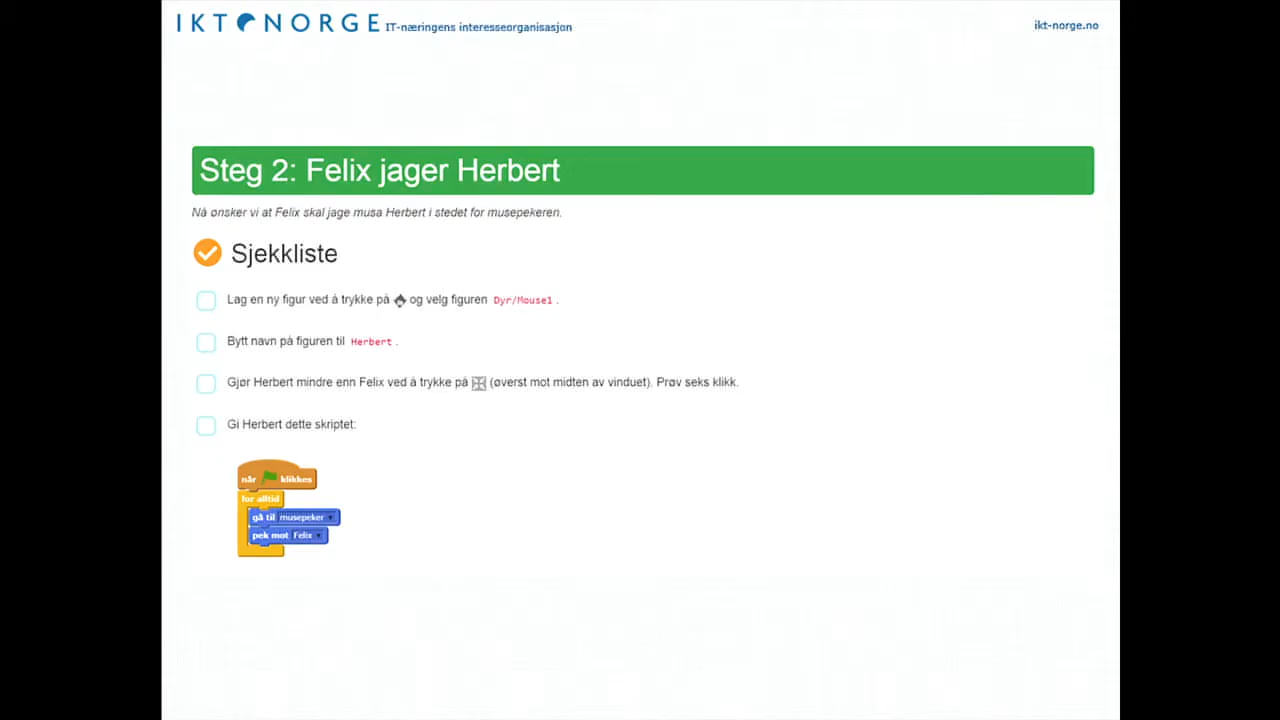 IKT NORGE IT-næringens interesseorganisasjon
ikt-norge.no
Steg 2: Felix jager Herbert
Nå ønsker vi at Felix skal jage musa Herbert i stedet for musepekeren.
Sjekkliste
Løg en ny figur ved å trykke på og velg figuren Dyr/Mouse1.
Bytt navn på figuren til Herbert.
Gjør Herbert mindre enn Felix ved å trykke på (øverst mot midten av vinduet). Prøv seks klikk.
Gi Herbert dette skriptet:
når klikkes
for alltid
gå til musepeker
pek mot Felix